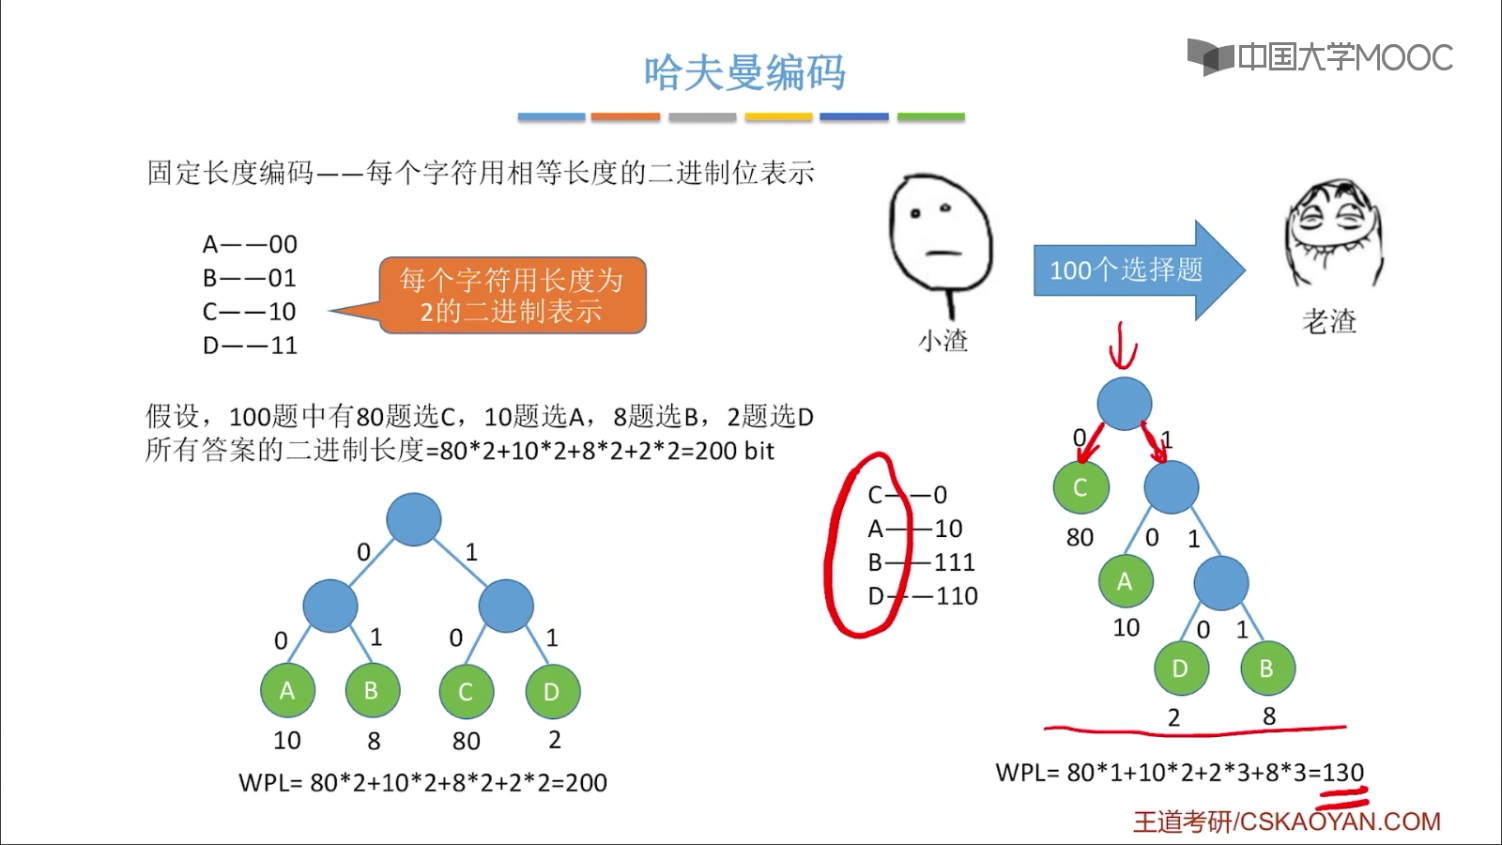 中国大学MOOC
哈夫曼编码
固定长度编码——每个字符用相等长度的二进制位表示
A——00
B——01
C——10
D——11
每个字符用长度为
2的二进制表示
100个选择题
小渣
老渣
假设，100题中有80题选C，10题选A，8题选B，2题选D
所有答案的二进制长度=80*2+10*2+8*2+2*2=200 bit
0 1
0 1 0 1
A B C D
10 8 80 2
WPL= 80*2+10*2+8*2+2*2=200
C——0
A——10
B——111
D——110
0 1
C
80 0 1
A
10 0 1
D B
2 8
WPL= 80*1+10*2+2*3+8*3=130
王道考研/CSKAOYAN.COM